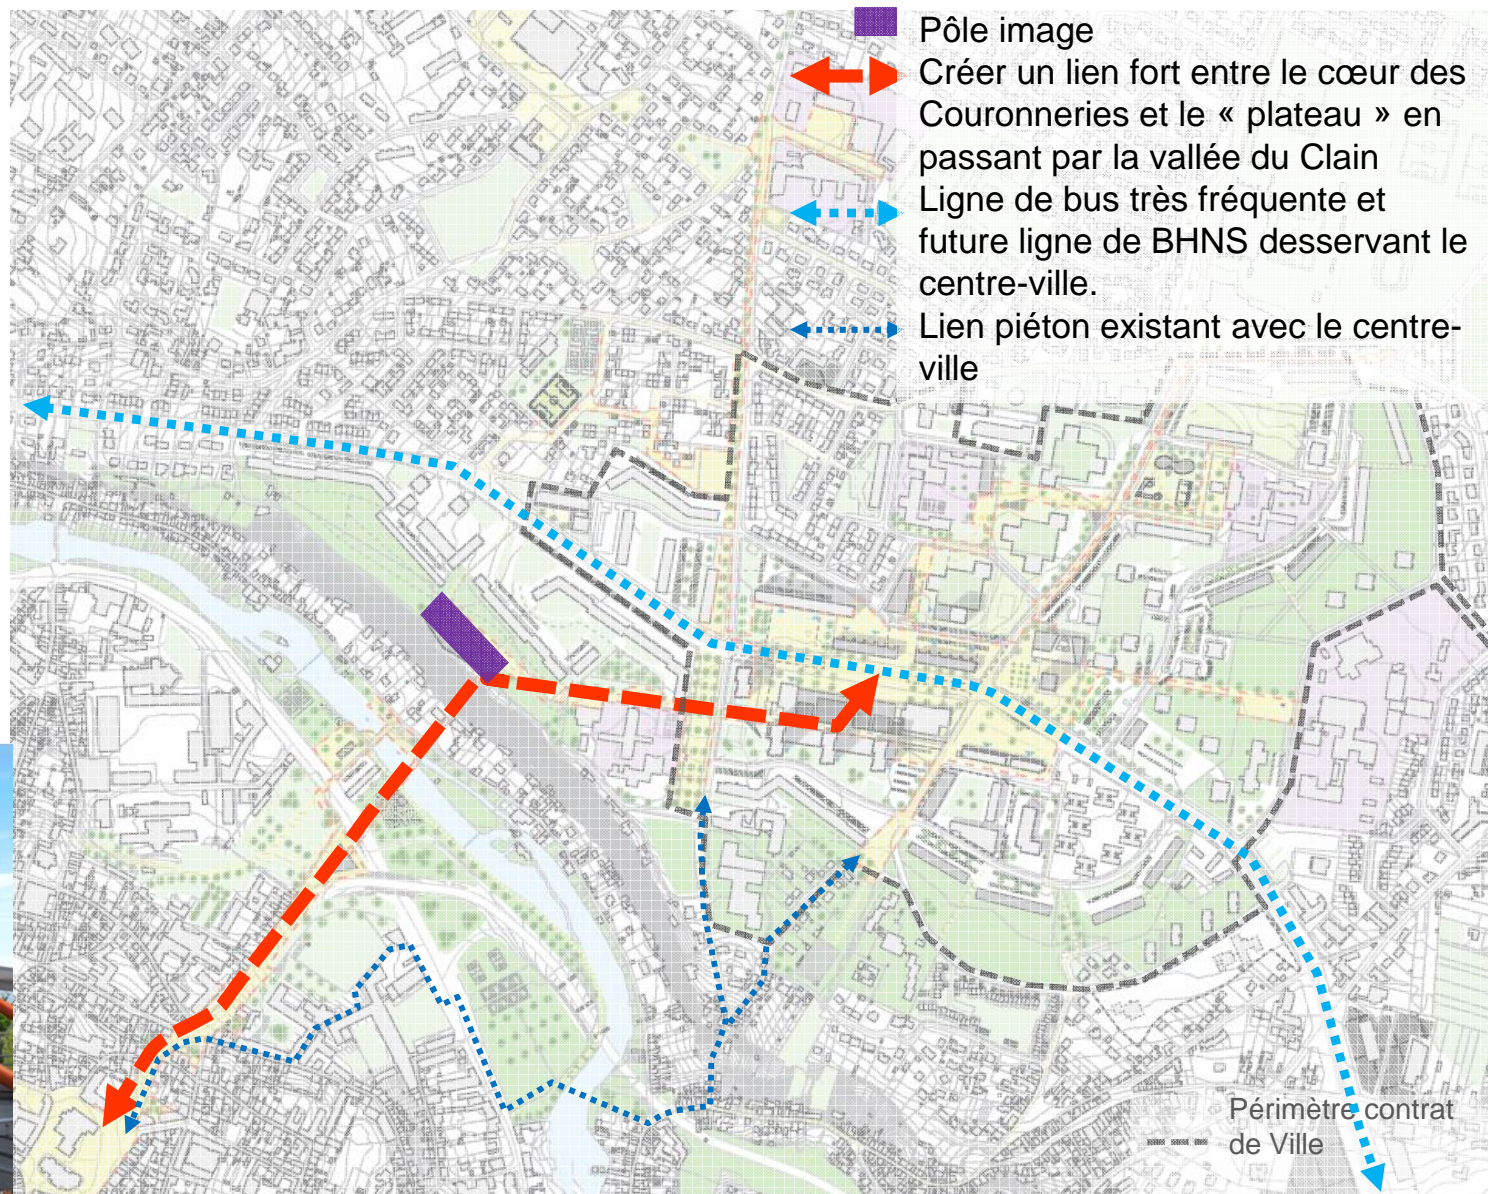 Pôle image
Créer un lien fort entre le cœur des
Couronneries et le « plateau » en
passant par la vallée du Clain
Ligne de bus très fréquente et
future ligne de BHNS desservant le
centre-ville.
Lien piéton existant avec le centre-
ville
Périmètre contrat
de Ville